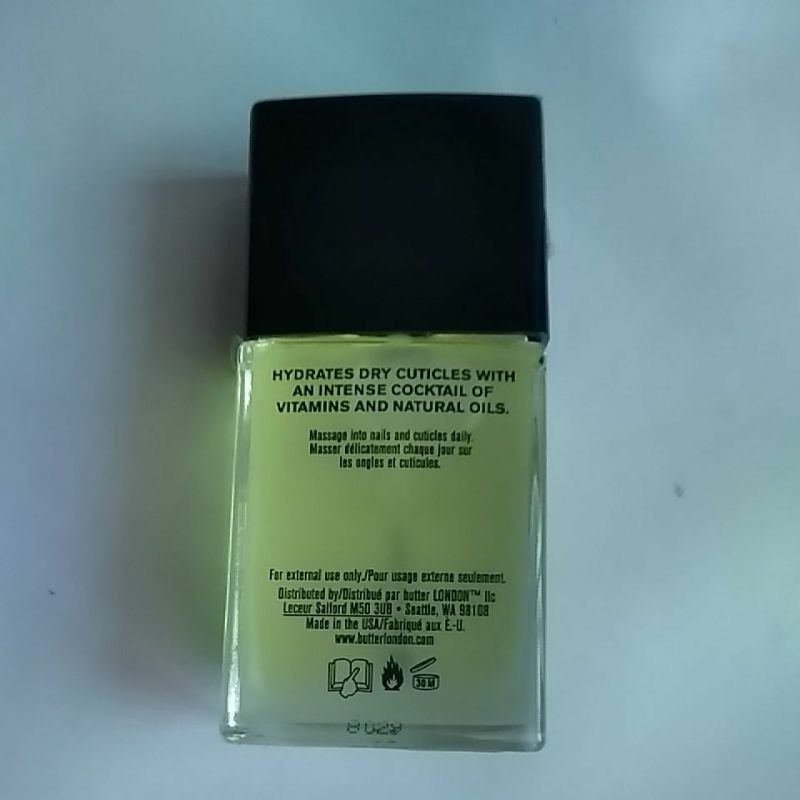 HYDRATES DRY CUTICLES WITH
AN INTENSE COCKTAIL OF
VITAMINS AND NATURAL OILS.
Massage into nails and cuticles daily.
Masser délicatement chaque jour sur
les ongles et cuticules.
For external use only./Pour usage externe seulement.
Distributed by/Distribué par butter LONDON™ llc
Leceur Salford M50 3UB • Seattle, WA 98108
Made in the USA/Fabriqué aux É.-U.
www.butterlondon.com
30 M